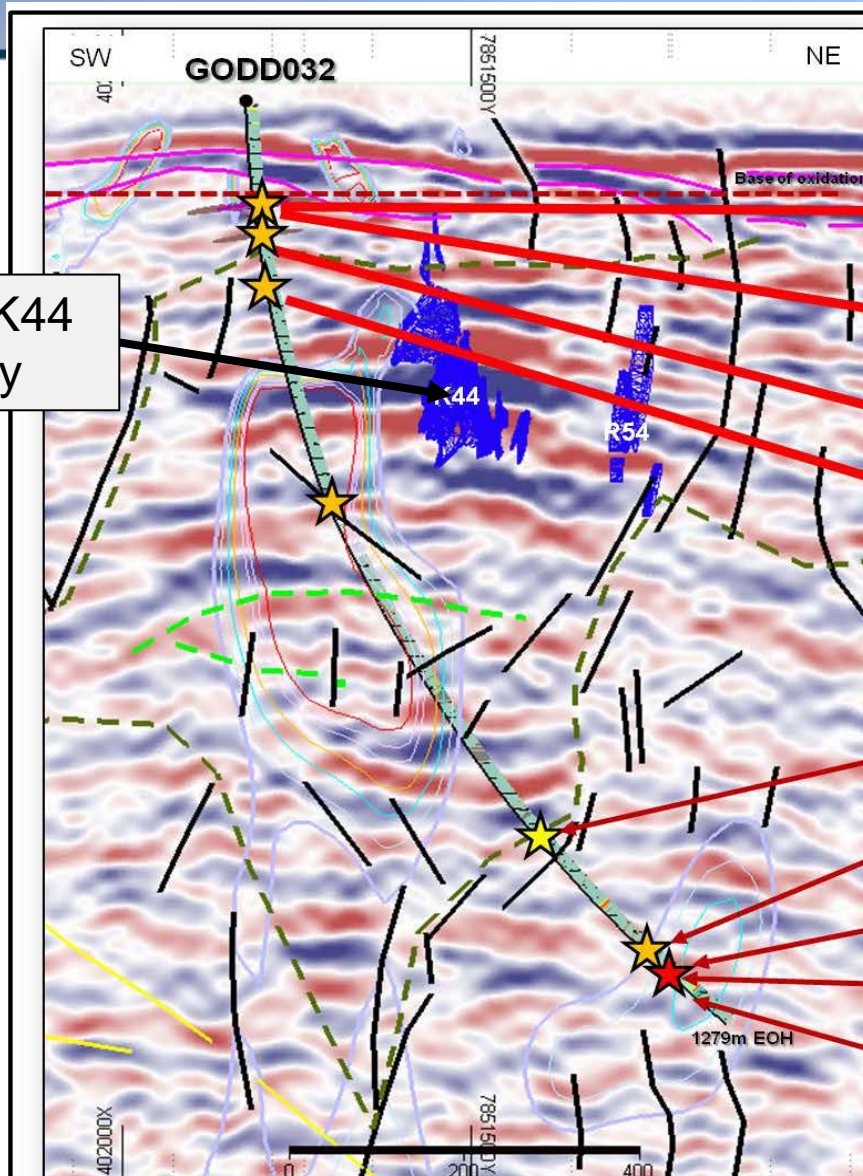 SW
GODD032
7851500Y
NE
Base of oxidation
K44
y
K44
R54
1279m EOH
402000X
7851500Y
0
200
400